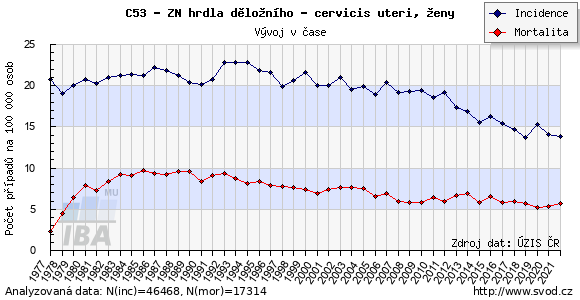 C53 – ZN hrdla děložního – cervicis uteri, ženy
Vývoj v čase
Incidence
Mortalita
Počet případů na 100 000 osob
25
20
15
10
5
0
MU
IBA
Zdroj dat: ÚZIS ČR
1977 1978 1979 1980 1981 1982 1983 1984 1985 1986 1987 1988 1989 1990 1991 1992 1993 1994 1995 1996 1997 1998 1999 2000 2001 2002 2003 2004 2005 2006 2007 2008 2009 2010 2011 2012 2013 2014 2015 2016 2017 2018 2019 2020 2021
Analyzovaná data: N(inc)=46468, N(mor)=17314
http://www.svod.cz